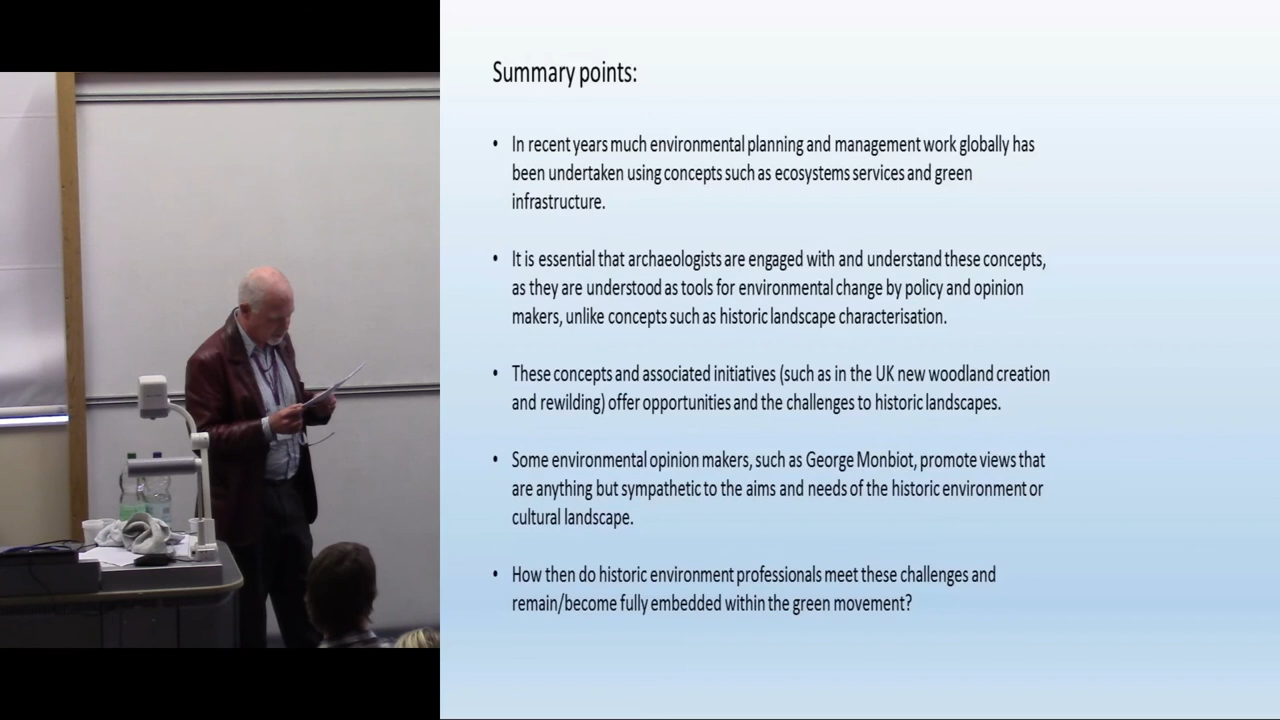 Summary points:
• In recent years much environmental planning and management work globally has
been undertaken using concepts such as ecosystems services and green
infrastructure.
• It is essential that archaeologists are engaged with and understand these concepts,
as they are understood as tools for environmental change by policy and opinion
makers, unlike concepts such as historic landscape characterisation.
• These concepts and associated initiatives (such as in the UK new woodland creation
and rewilding) offer opportunities and the challenges to historic landscapes.
• Some environmental opinion makers, such as George Monbiot, promote views that
are anything but sympathetic to the aims and needs of the historic environment or
cultural landscape.
• How then do historic environment professionals meet these challenges and
remain/become fully embedded within the green movement?